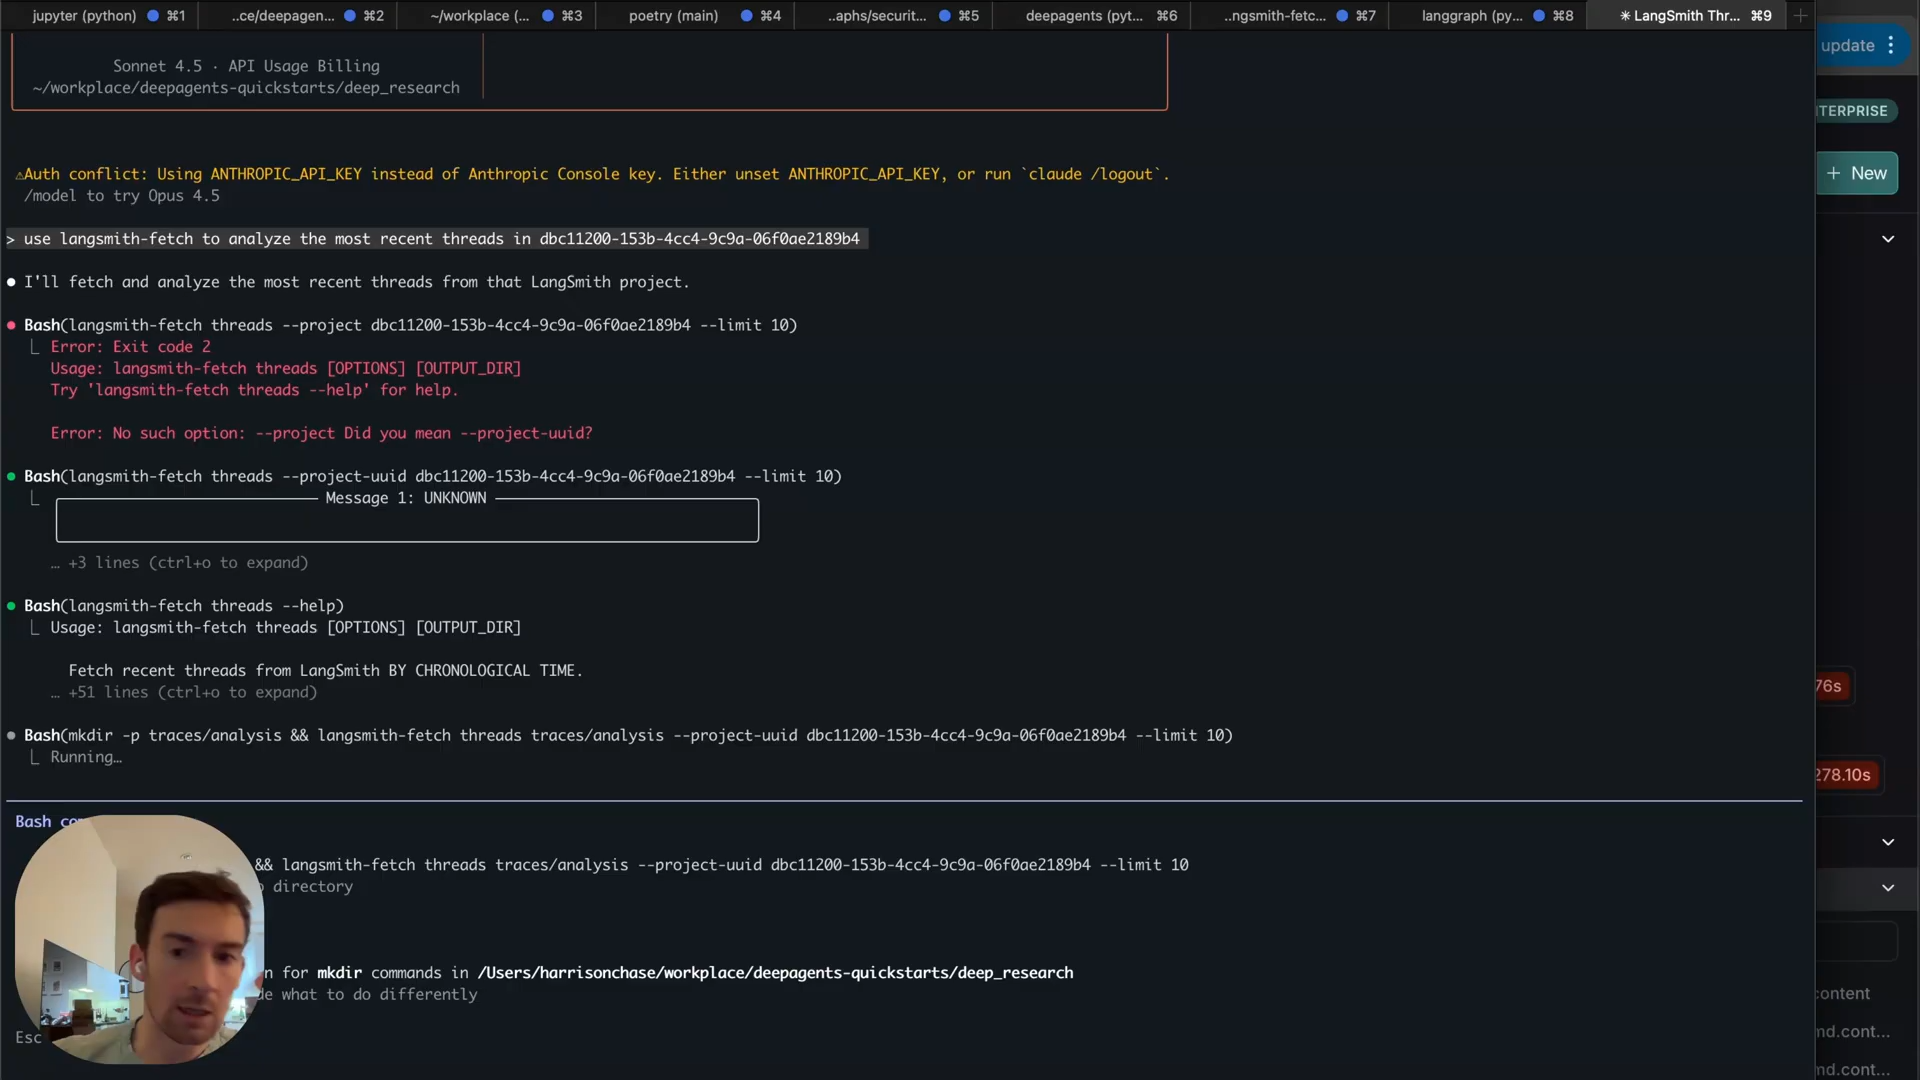 jupyter (python) ⌘1 ..ce/deepagen... ⌘2 ~/workplace (... ⌘3 poetry (main) ⌘4 ..aphs/securit... ⌘5 deepagents (pyt... ⌘6 ..ngsmith-fetc... ⌘7 langgraph (py... ⌘8 ✳ LangSmith Thr... ⌘9
update
TERPRISE
+ New
Sonnet 4.5 · API Usage Billing
~/workplace/deepagents-quickstarts/deep_research
⚠Auth conflict: Using ANTHROPIC_API_KEY instead of Anthropic Console key. Either unset ANTHROPIC_API_KEY, or run `claude /logout`.
/model to try Opus 4.5
> use langsmith-fetch to analyze the most recent threads in dbc11200-153b-4cc4-9c9a-06f0ae2189b4
● I'll fetch and analyze the most recent threads from that LangSmith project.
● Bash(langsmith-fetch threads --project dbc11200-153b-4cc4-9c9a-06f0ae2189b4 --limit 10)
Error: Exit code 2
Usage: langsmith-fetch threads [OPTIONS] [OUTPUT_DIR]
Try 'langsmith-fetch threads --help' for help.
Error: No such option: --project Did you mean --project-uuid?
● Bash(langsmith-fetch threads --project-uuid dbc11200-153b-4cc4-9c9a-06f0ae2189b4 --limit 10)
Message 1: UNKNOWN
… +3 lines (ctrl+o to expand)
● Bash(langsmith-fetch threads --help)
Usage: langsmith-fetch threads [OPTIONS] [OUTPUT_DIR]
Fetch recent threads from LangSmith BY CHRONOLOGICAL TIME.
… +51 lines (ctrl+o to expand)
● Bash(mkdir -p traces/analysis && langsmith-fetch threads traces/analysis --project-uuid dbc11200-153b-4cc4-9c9a-06f0ae2189b4 --limit 10)
Running…
76s
278.10s
Bash
&& langsmith-fetch threads traces/analysis --project-uuid dbc11200-153b-4cc4-9c9a-06f0ae2189b4 --limit 10
directory
n for mkdir commands in /Users/harrisonchase/workplace/deepagents-quickstarts/deep_research
de what to do differently
Esc
content
md.cont...
md.cont...